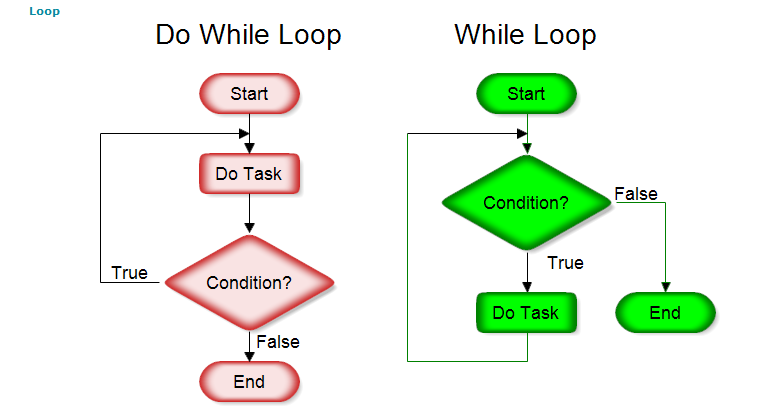 Loop
Do While Loop
Start
Do Task
True
Condition?
False
End
While Loop
Start
Condition?
False
True
Do Task
End